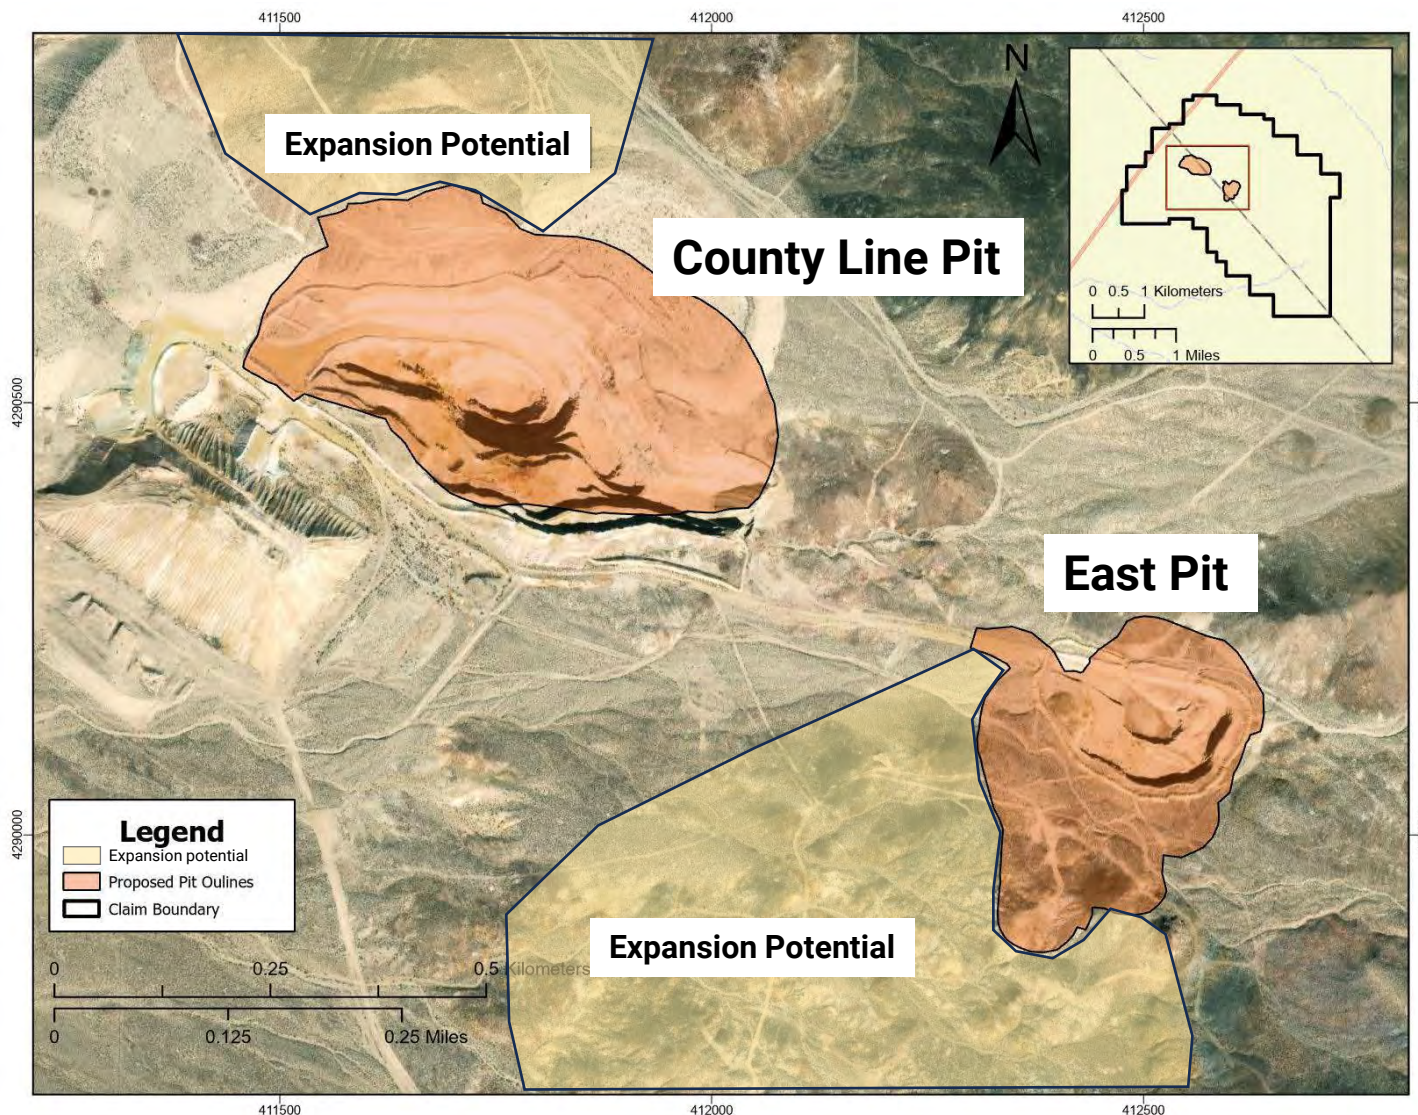 411500
412000
412500
N
Expansion Potential
County Line Pit
0 0.5 1 Kilometers
0 0.5 1 Miles
4290500
4290500
East Pit
Legend
Expansion potential
Proposed Pit Oulines
Claim Boundary
4290000
Expansion Potential
0 0.25 0.5 Kilometers
0 0.125 0.25 Miles
411500
412000
412500